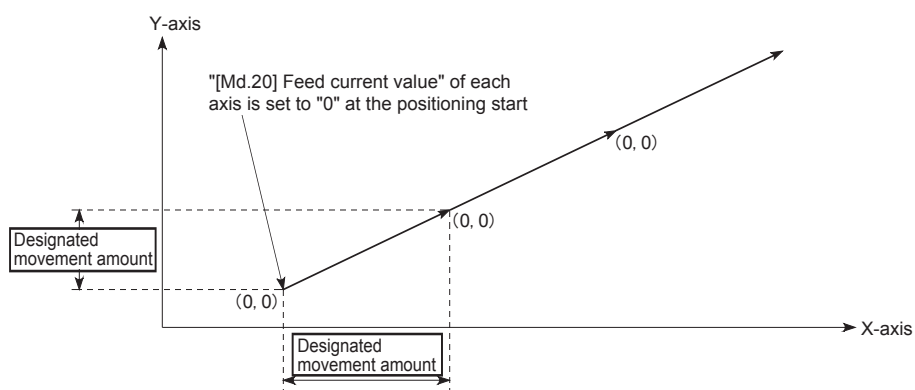 Y-axis
"[Md.20] Feed current value" of each
axis is set to "0" at the positioning start
(0, 0)
(0, 0)
Designated
movement amount
(0, 0)
X-axis
Designated
movement amount